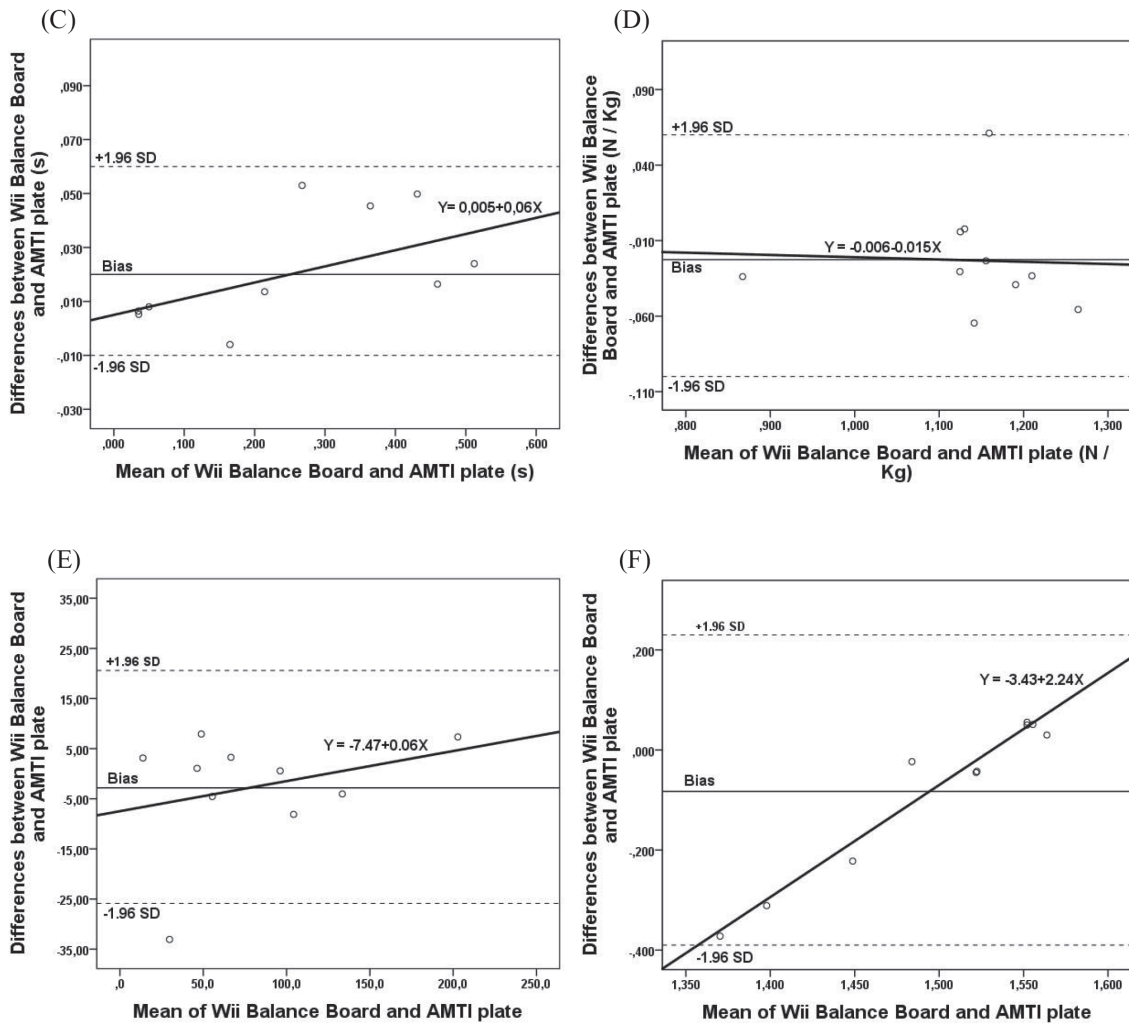 (C)
Differences between Wii Balance Board
and AMTI plate (s)
,090
,070
,050
,030
,010
-,010
-,030
+1.96 SD
Y= 0,005+0,06X
Bias
-1.96 SD
,000 ,100 ,200 ,300 ,400 ,500 ,600
Mean of Wii Balance Board and AMTI plate (s)
(D)
Differences between Wii Balance
Board and AMTI plate (N / Kg)
,090
,040
-,010
-,060
-,110
+1.96 SD
Y = -0.006-0.015X
Bias
-1.96 SD
,800 ,900 1,000 1,100 1,200 1,300
Mean of Wii Balance Board and AMTI plate (N /
Kg)
(E)
Differences between Wii Balance Board
and AMTI plate
35,00
25,00
15,00
5,00
-5,00
-15,00
-25,00
-35,00
+1.96 SD
Y = -7.47+0.06X
Bias
-1.96 SD
,0 50,0 100,0 150,0 200,0 250,0
Mean of Wii Balance Board and AMTI plate
(F)
Differences between Wii Balance Board
and AMTI plate
,200
,000
-,200
-,400
+1.96 SD
Y = -3.43+2.24X
Bias
-1.96 SD
1,350 1,400 1,450 1,500 1,550 1,600
Mean of Wii Balance Board and AMTI plate